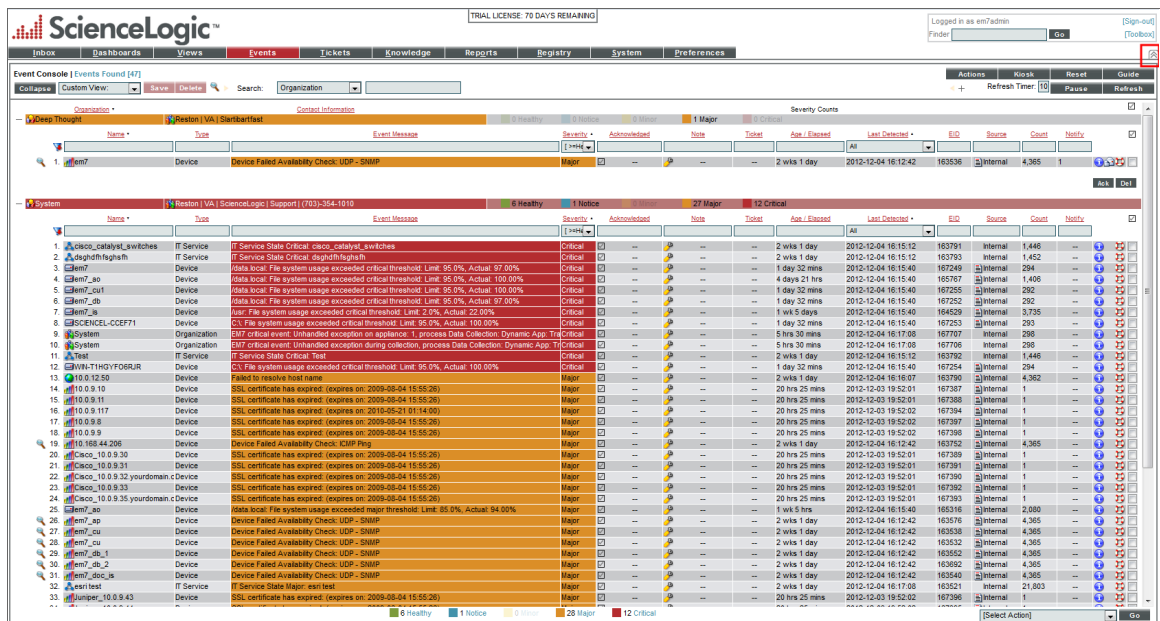 TRIAL LICENSE: 70 DAYS REMAINING
ScienceLogic™
Logged in as em7admin [Sign-out]
Finder Go [Toolbox]
Inbox Dashboards Views Events Tickets Knowledge Reports Registry System Preferences
Event Console | Events Found [47] Actions Kiosk Reset Guide
Collapse Custom View: Save Delete Search: Organization Refresh Timer: 10 Pause Refresh
Organization Contact Information Severity Counts
Deep Thought Reston | VA | Slartibartfast 0 Healthy 0 Notice 0 Minor 1 Major 0 Critical
Name Type Event Message Severity Acknowledged Note Ticket Age / Elapsed Last Detected EID Source Count Notify
[ >=He All
1. em7 Device Device Failed Availability Check: UDP - SNMP Major -- -- 2 wks 1 day 2012-12-04 16:12:42 163536 Internal 4,365 1
Ack Del
System Reston | VA | ScienceLogic | Support | (703)-354-1010 6 Healthy 1 Notice 0 Minor 27 Major 12 Critical
Name Type Event Message Severity Acknowledged Note Ticket Age / Elapsed Last Detected EID Source Count Notify
[ >=He All
1. cisco_catalyst_switches IT Service IT Service State Critical: cisco_catalyst_switches Critical -- -- 2 wks 1 day 2012-12-04 16:15:12 163791 Internal 1,446 --
2. dsghdfhfsghsfh IT Service IT Service State Critical: dsghdfhfsghsfh Critical -- -- 2 wks 1 day 2012-12-04 16:15:12 163793 Internal 1,452 --
3. em7 Device /data.local: File system usage exceeded critical threshold: Limit: 95.0%, Actual: 97.00% Critical -- -- 1 day 32 mins 2012-12-04 16:15:40 167249 Internal 294 --
4. em7_ao Device /data.local: File system usage exceeded critical threshold: Limit: 95.0%, Actual: 100.00% Critical -- -- 4 days 21 hrs 2012-12-04 16:15:40 165767 Internal 1,406 --
5. em7_cu1 Device /data.local: File system usage exceeded critical threshold: Limit: 95.0%, Actual: 100.00% Critical -- -- 1 day 32 mins 2012-12-04 16:15:40 167255 Internal 292 --
6. em7_db Device /data.local: File system usage exceeded critical threshold: Limit: 95.0%, Actual: 97.00% Critical -- -- 1 day 32 mins 2012-12-04 16:15:40 167252 Internal 292 --
7. em7_is Device /usr: File system usage exceeded critical threshold: Limit: 2.0%, Actual: 22.00% Critical -- -- 1 wk 5 days 2012-12-04 16:15:40 164529 Internal 3,735 --
8. SCIENCEL-CCEF71 Device C:\: File system usage exceeded critical threshold: Limit: 95.0%, Actual: 100.00% Critical -- -- 1 day 32 mins 2012-12-04 16:15:40 167253 Internal 293 --
9. System Organization EM7 critical event: Unhandled exception on appliance: 1, process Data Collection: Dynamic App: Tr Critical -- -- 5 hrs 30 mins 2012-12-04 16:17:08 167707 Internal 298 --
10. System Organization EM7 critical event: Unhandled exception during collection, process Data Collection: Dynamic App: Tr Critical -- -- 5 hrs 30 mins 2012-12-04 16:17:08 167706 Internal 298 --
11. Test IT Service IT Service State Critical: Test Critical -- -- 2 wks 1 day 2012-12-04 16:15:12 163792 Internal 1,446 --
12. WIN-T1HGYFO6RJR Device C:\: File system usage exceeded critical threshold: Limit: 95.0%, Actual: 100.00% Critical -- -- 1 day 32 mins 2012-12-04 16:15:40 167254 Internal 294 --
13. 10.0.12.50 Device Failed to resolve host name Major -- -- 2 wks 1 day 2012-12-04 16:16:07 163790 Internal 4,362 --
14. 10.0.9.10 Device SSL certificate has expired: (expires on: 2009-08-04 15:55:26) Major -- -- 20 hrs 25 mins 2012-12-03 19:52:01 167387 Internal 1 --
15. 10.0.9.11 Device SSL certificate has expired: (expires on: 2009-08-04 15:55:26) Major -- -- 20 hrs 25 mins 2012-12-03 19:52:01 167388 Internal 1 --
16. 10.0.9.117 Device SSL certificate has expired: (expires on: 2010-05-21 01:14:00) Major -- -- 20 hrs 25 mins 2012-12-03 19:52:02 167394 Internal 1 --
17. 10.0.9.8 Device SSL certificate has expired: (expires on: 2009-08-04 15:55:26) Major -- -- 20 hrs 25 mins 2012-12-03 19:52:02 167397 Internal 1 --
18. 10.0.9.9 Device SSL certificate has expired: (expires on: 2009-08-04 15:55:26) Major -- -- 20 hrs 25 mins 2012-12-03 19:52:02 167398 Internal 1 --
19. 10.168.44.206 Device Device Failed Availability Check: ICMP Ping Major -- -- 2 wks 1 day 2012-12-04 16:12:42 163752 Internal 4,365 --
20. Cisco_10.0.9.30 Device SSL certificate has expired: (expires on: 2009-08-04 15:55:26) Major -- -- 20 hrs 25 mins 2012-12-03 19:52:01 167389 Internal 1 --
21. Cisco_10.0.9.31 Device SSL certificate has expired: (expires on: 2009-08-04 15:55:26) Major -- -- 20 hrs 25 mins 2012-12-03 19:52:01 167391 Internal 1 --
22. Cisco_10.0.9.32.yourdomain.c Device SSL certificate has expired: (expires on: 2009-08-04 15:55:26) Major -- -- 20 hrs 25 mins 2012-12-03 19:52:01 167390 Internal 1 --
23. Cisco_10.0.9.33 Device SSL certificate has expired: (expires on: 2009-08-04 15:55:26) Major -- -- 20 hrs 25 mins 2012-12-03 19:52:01 167392 Internal 1 --
24. Cisco_10.0.9.35.yourdomain.c Device SSL certificate has expired: (expires on: 2009-08-04 15:55:26) Major -- -- 20 hrs 25 mins 2012-12-03 19:52:01 167393 Internal 1 --
25. em7_ao Device /data.local: File system usage exceeded major threshold: Limit: 85.0%, Actual: 94.00% Major -- -- 1 wk 5 hrs 2012-12-04 16:15:40 165316 Internal 2,080 --
26. em7_ap Device Device Failed Availability Check: UDP - SNMP Major -- -- 2 wks 1 day 2012-12-04 16:12:42 163576 Internal 4,365 --
27. em7_cu Device Device Failed Availability Check: UDP - SNMP Major -- -- 2 wks 1 day 2012-12-04 16:12:42 163538 Internal 4,365 --
28. em7_cu Device Device Failed Availability Check: UDP - SNMP Major -- -- 2 wks 1 day 2012-12-04 16:12:42 163532 Internal 4,365 --
29. em7_db_1 Device Device Failed Availability Check: UDP - SNMP Major -- -- 2 wks 1 day 2012-12-04 16:12:42 163552 Internal 4,365 --
30. em7_db_2 Device Device Failed Availability Check: UDP - SNMP Major -- -- 2 wks 1 day 2012-12-04 16:12:42 163692 Internal 4,365 --
31. em7_doc_is Device Device Failed Availability Check: UDP - SNMP Major -- -- 2 wks 1 day 2012-12-04 16:12:42 163540 Internal 4,365 --
32. esri test IT Service IT Service State Major: esri test Major -- -- 2 wks 1 day 2012-12-04 16:17:08 163521 Internal 21,803 --
33. Juniper_10.0.9.43 Device SSL certificate has expired: (expires on: 2009-08-04 15:55:26) Major -- -- 20 hrs 25 mins 2012-12-03 19:52:02 167396 Internal 1 --
6 Healthy 1 Notice 0 Minor 28 Major 12 Critical [Select Action] Go